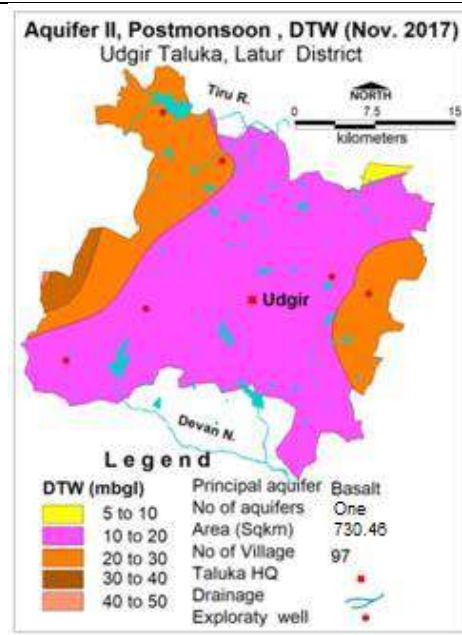 Aquifer II, Postmonsoon , DTW (Nov. 2017)
Udgir Taluka, Latur District
Tiru R.
NORTH
0 7.5 15
kilometers
Udgir
Devan N.
Legend
DTW (mbgl)
5 to 10
10 to 20
20 to 30
30 to 40
40 to 50
Principal aquifer Basalt
No of aquifers One
Area (Sqkm) 730.46
No of Village 97
Taluka HQ
Drainage
Exploraty well